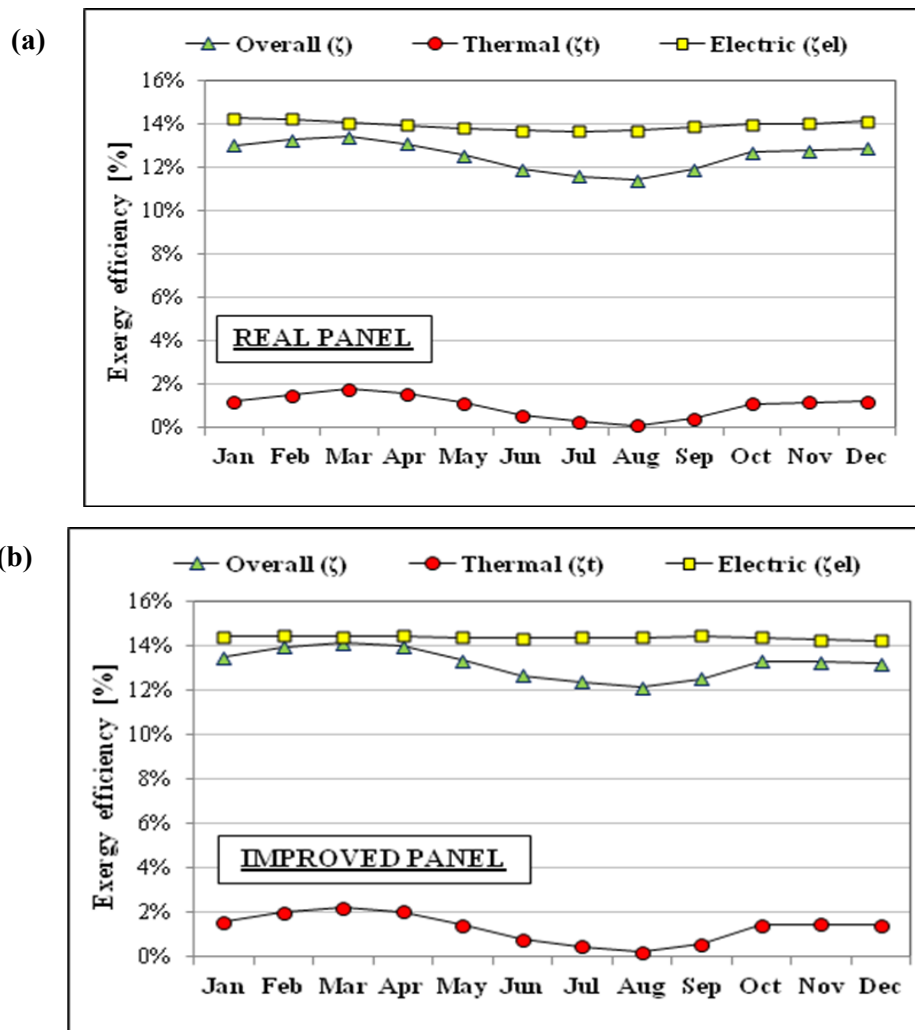 (a)
Overall (ζ) Thermal (ζt) Electric (ζel)
16%
14%
12%
10%
8%
6%
4%
2%
0%
Exergy efficiency [%]
REAL PANEL
Jan Feb Mar Apr May Jun Jul Aug Sep Oct Nov Dec
(b)
Overall (ζ) Thermal (ζt) Electric (ζel)
16%
14%
12%
10%
8%
6%
4%
2%
0%
Exergy efficiency [%]
IMPROVED PANEL
Jan Feb Mar Apr May Jun Jul Aug Sep Oct Nov Dec